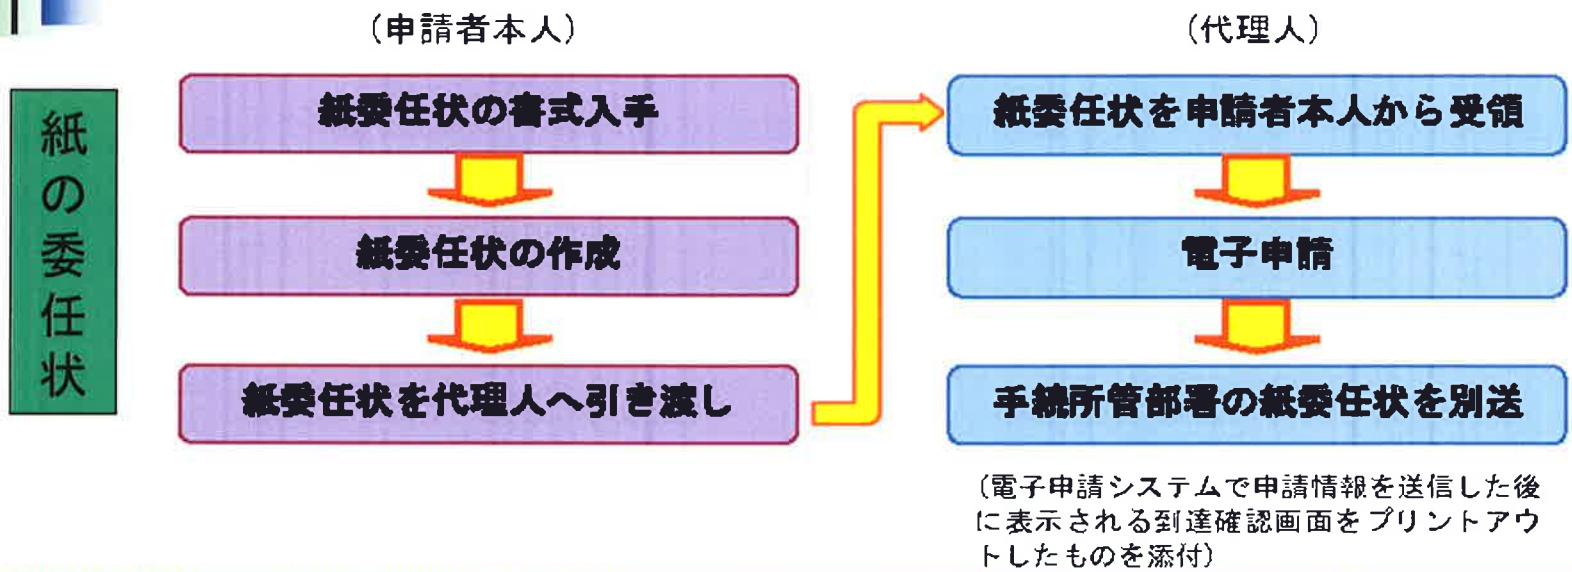 紙の委任状
(申請者本人)
紙委任状の書式入手
紙委任状の作成
紙委任状を代理人へ引き渡し
(代理人)
紙委任状を申請者本人から受領
電子申請
手続所管部署の紙委任状を別送
(電子申請システムで申請情報を送信した後
に表示される到達確認画面をプリントアウ
トしたものを添付)